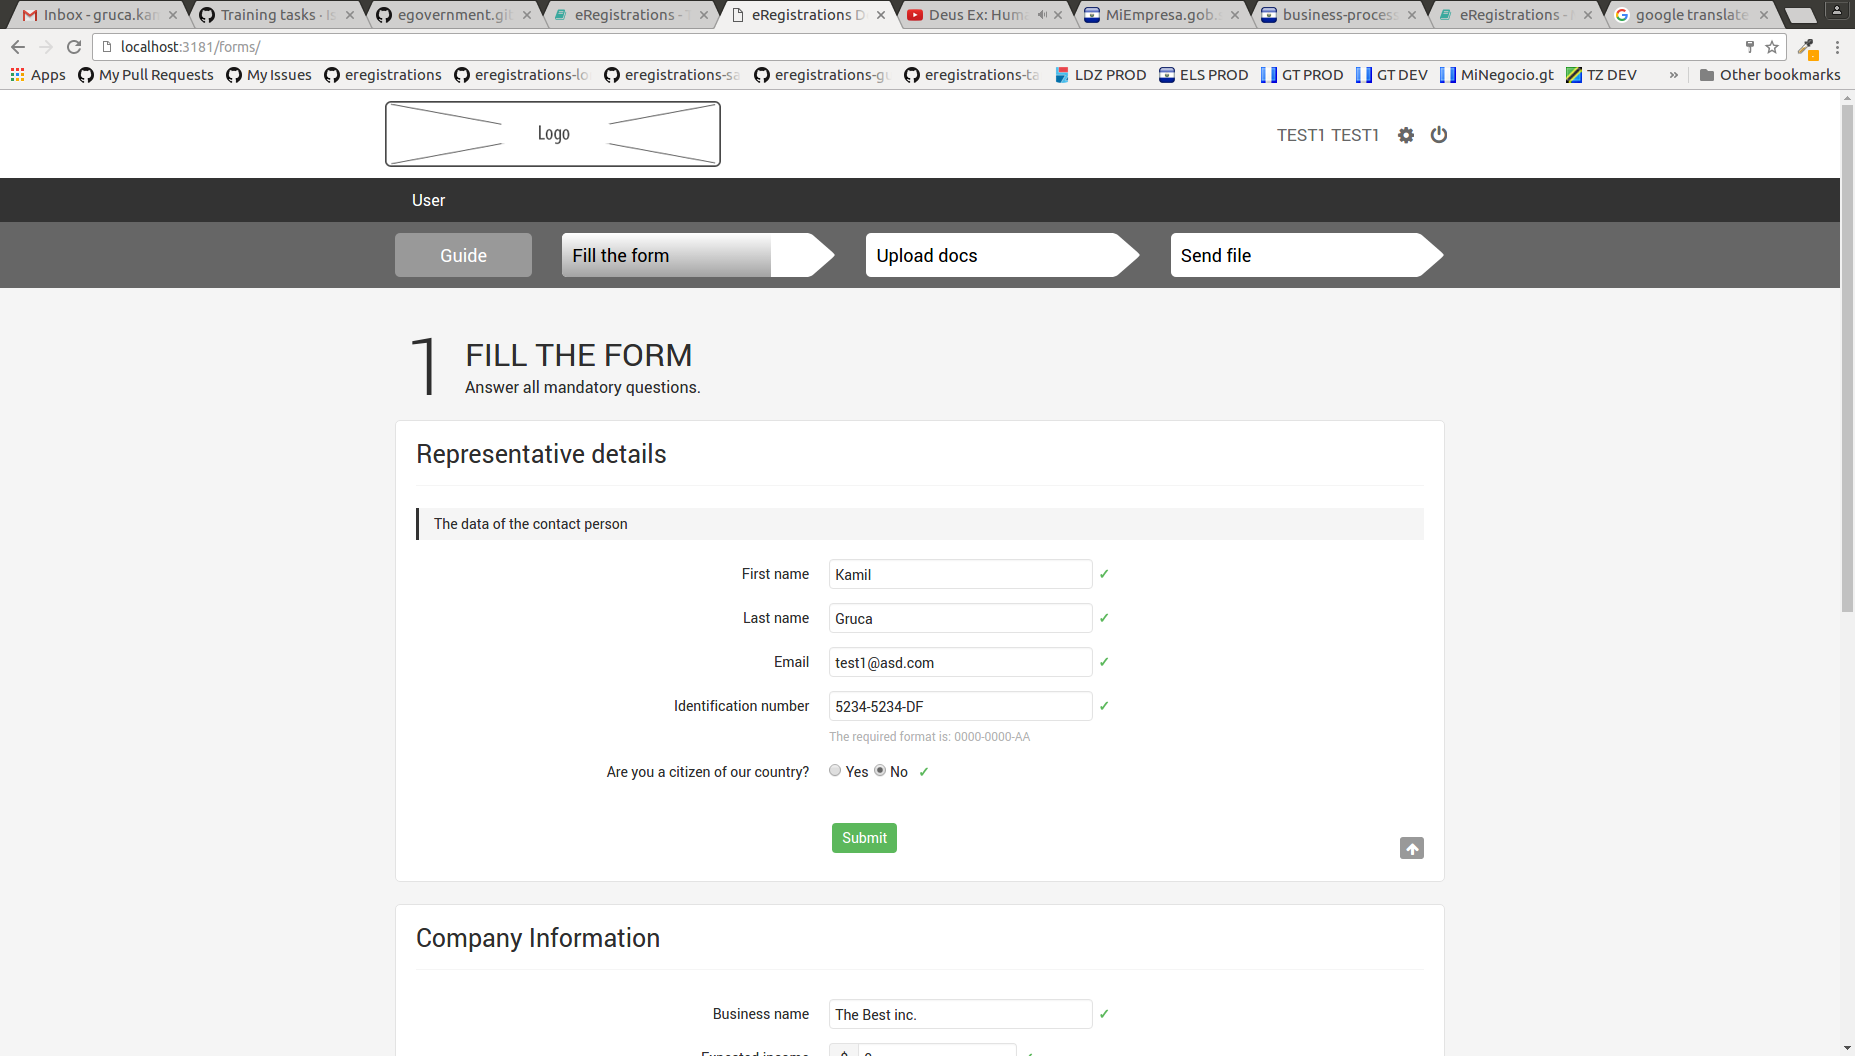 Inbox - gruca.kan
Training tasks · Is
egovernment.git
eRegistrations - T
eRegistrations D
Deus Ex: Huma
MiEmpresa.gob.s
business-process
eRegistrations -
google translate
localhost:3181/forms/
Apps
My Pull Requests
My Issues
eregistrations
eregistrations-lo
eregistrations-sa
eregistrations-gu
eregistrations-ta
LDZ PROD
ELS PROD
GT PROD
GT DEV
MiNegocio.gt
TZ DEV
»
Other bookmarks
Logo
TEST1 TEST1
User
Guide
Fill the form
Upload docs
Send file
1
FILL THE FORM
Answer all mandatory questions.
Representative details
The data of the contact person
First name Kamil
Last name Gruca
Email test1@asd.com
Identification number 5234-5234-DF
The required format is: 0000-0000-AA
Are you a citizen of our country? Yes No
Submit
Company Information
Business name The Best inc.
Expected income $